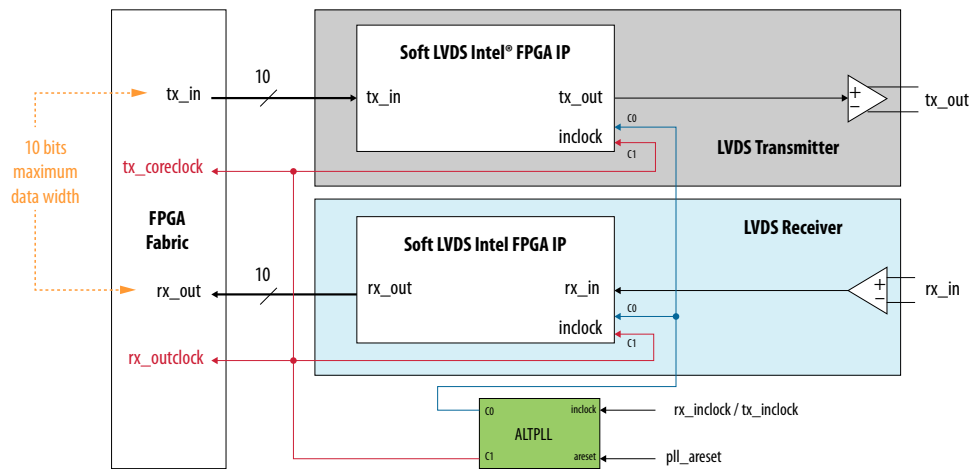 Soft LVDS Intel® FPGA IP
10
tx_in
tx_in
tx_out
tx_out
C0
inclock
C1
LVDS Transmitter
10 bits
maximum
data width
tx_coreclock
FPGA
Fabric
LVDS Receiver
Soft LVDS Intel FPGA IP
10
rx_out
rx_out
rx_in
rx_in
C0
inclock
C1
rx_outclock
C0
inclock
rx_inclock / tx_inclock
ALTPLL
C1
areset
pll_areset